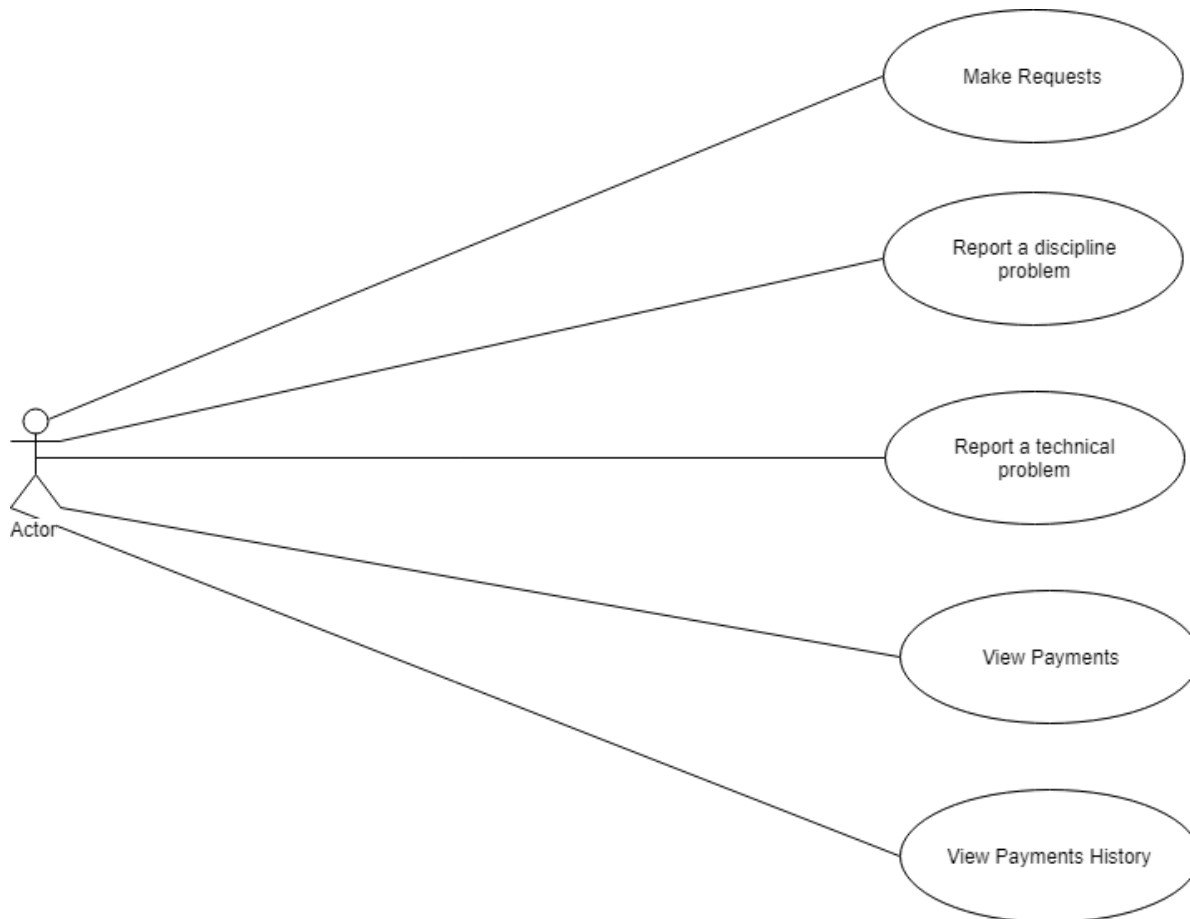 Make Requests
Report a discipline
problem
Report a technical
problem
Actor
View Payments
View Payments History